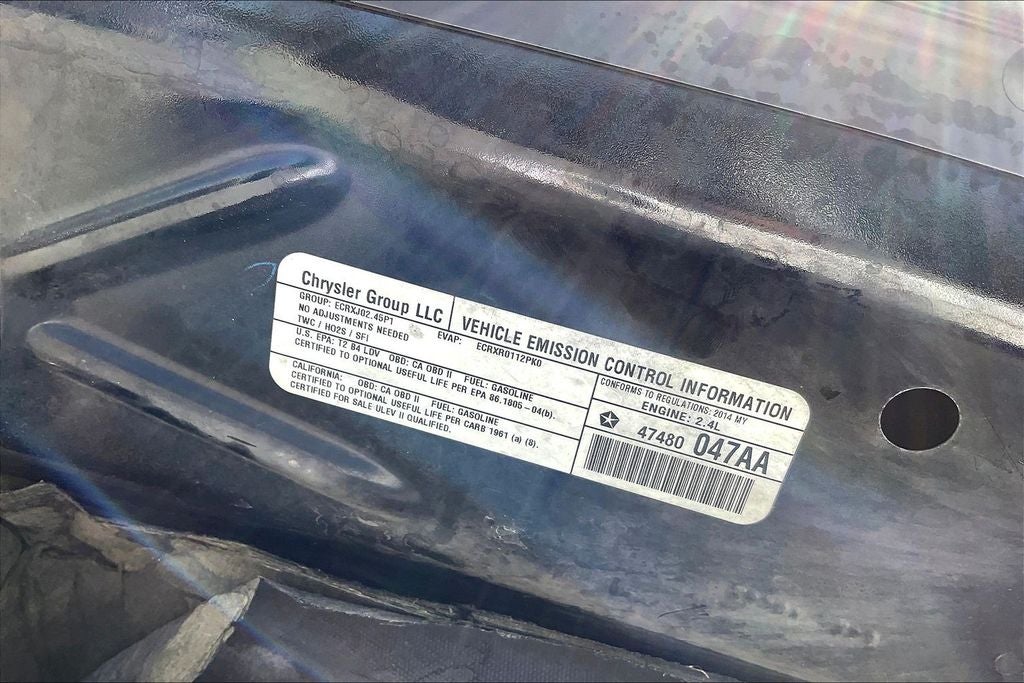 Chrysler Group LLC
VEHICLE EMISSION CONTROL INFORMATION
GROUP: ECRXJ02.45P1 EVAP: ECRXR0112PK0
NO ADJUSTMENTS NEEDED
TWC / HO2S / SFI
CONFORMS TO REGULATIONS: 2014 MY
U.S. EPA: T2 B4 LDV OBD: CA OBD II FUEL: GASOLINE
CERTIFIED TO OPTIONAL USEFUL LIFE PER EPA 86.1805-04(b).
ENGINE: 2.4L
CALIFORNIA: OBD: CA OBD II FUEL: GASOLINE
CERTIFIED TO OPTIONAL USEFUL LIFE PER CARB 1961 (a) (8).
CERTIFIED FOR SALE ULEV II QUALIFIED.
47480 047AA